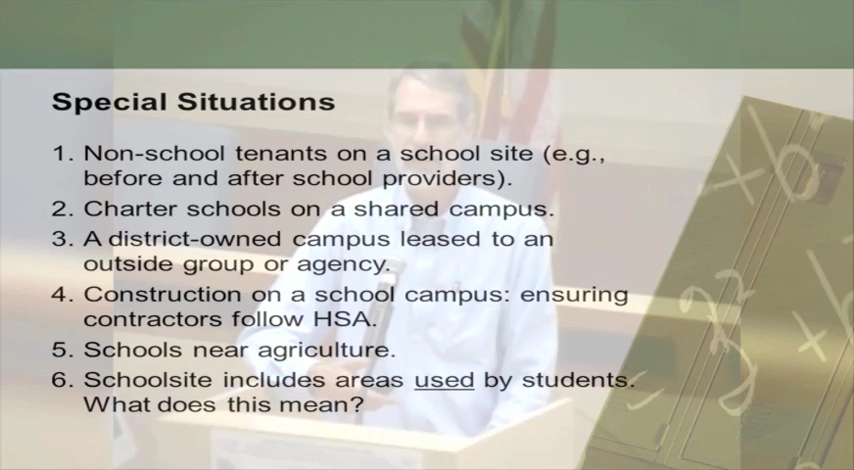 Special Situations
1. Non-school tenants on a school site (e.g.,
before and after school providers).
2. Charter schools on a shared campus.
3. A district-owned campus leased to an
outside group or agency.
4. Construction on a school campus: ensuring
contractors follow HSA.
5. Schools near agriculture.
6. Schoolsite includes areas used by students.
What does this mean?